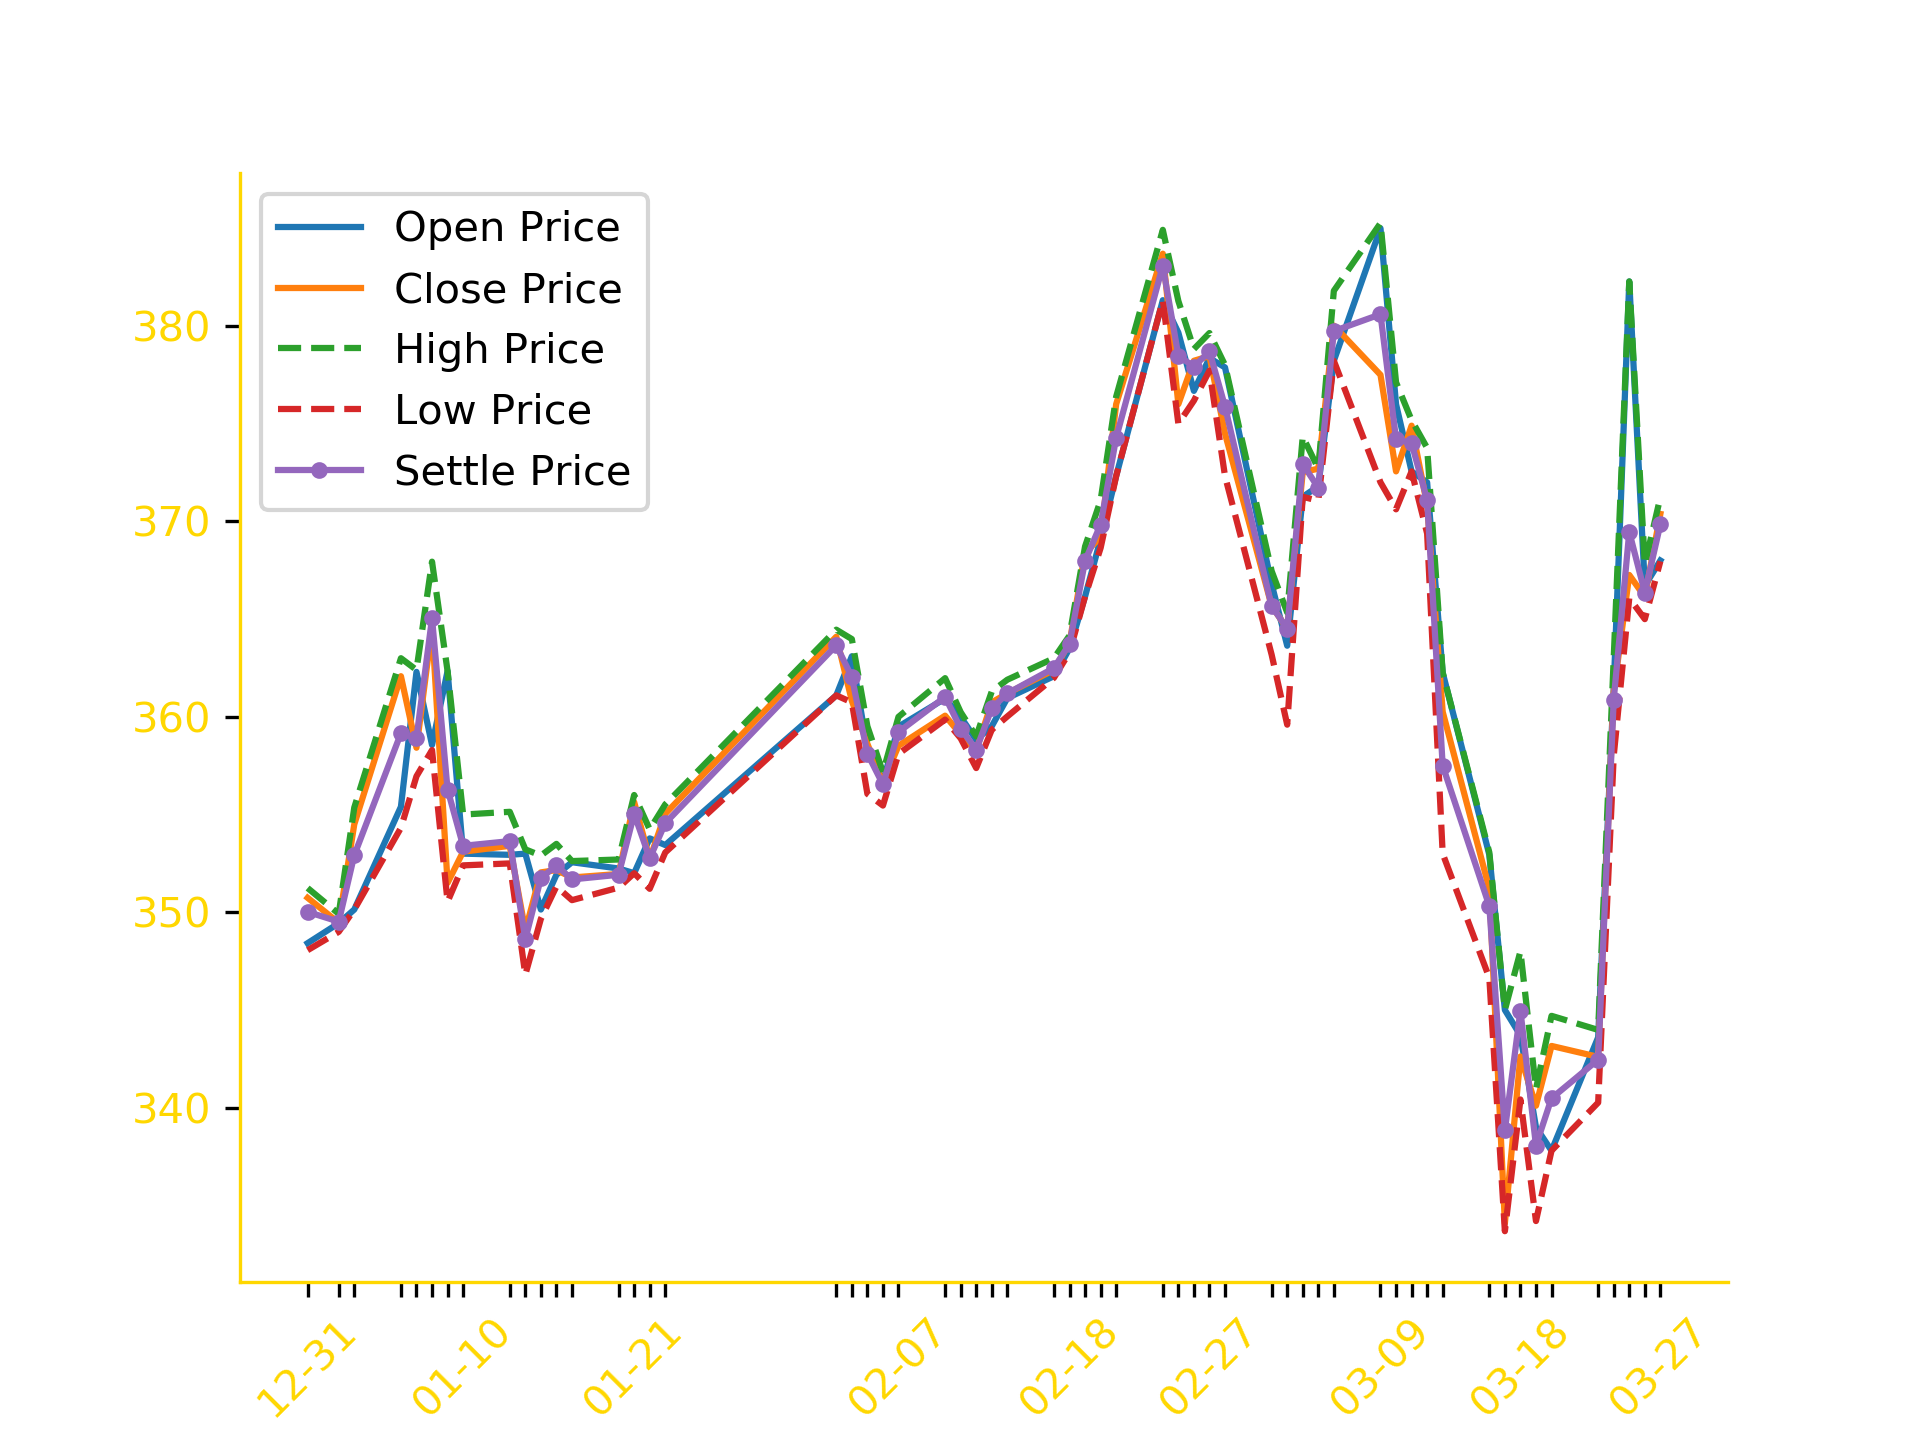 Open Price
Close Price
High Price
Low Price
Settle Price
380
370
360
350
340
12-31
01-10
01-21
02-07
02-18
02-27
03-09
03-18
03-27